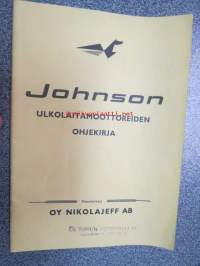 Johnson
ULKOLAITAMOOTTOREIDEN
OHJEKIRJA
OY NIKOLAJEFF AB